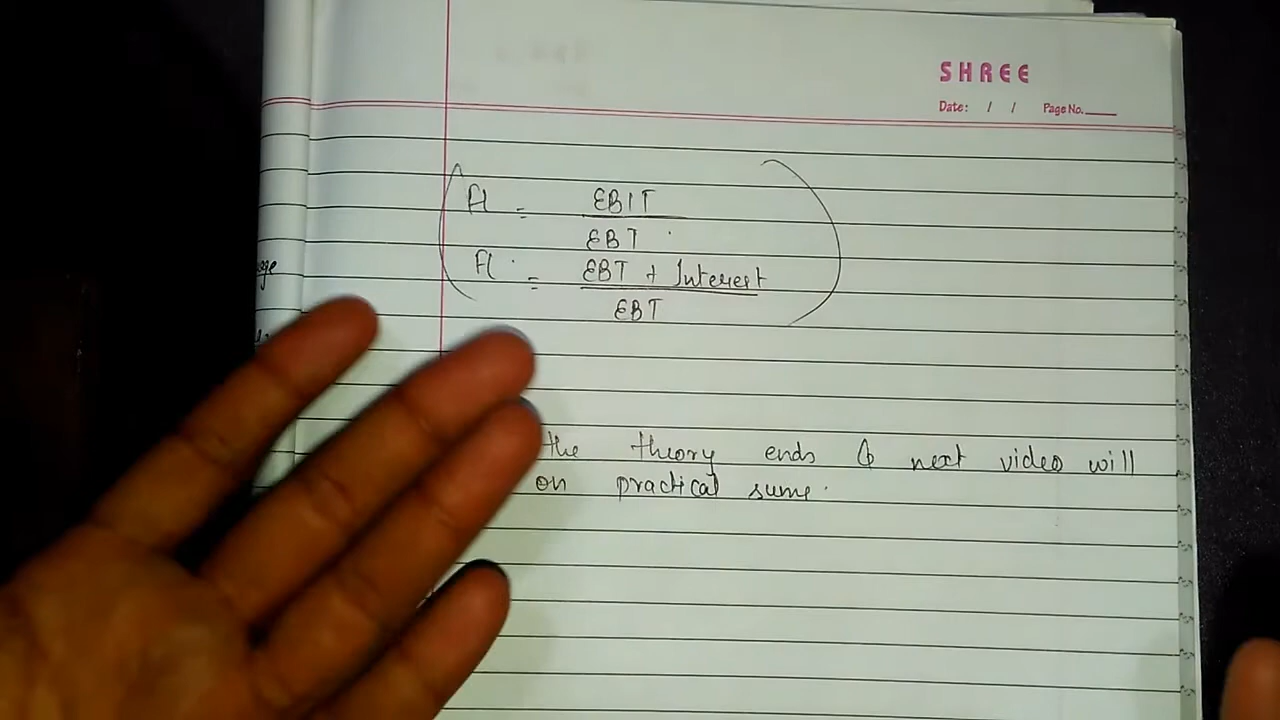 SHREE
Date: / / Page No.
FL = EBIT
EBT
FL = EBT + Interest
EBT
the theory ends & next video will
on practical sums.